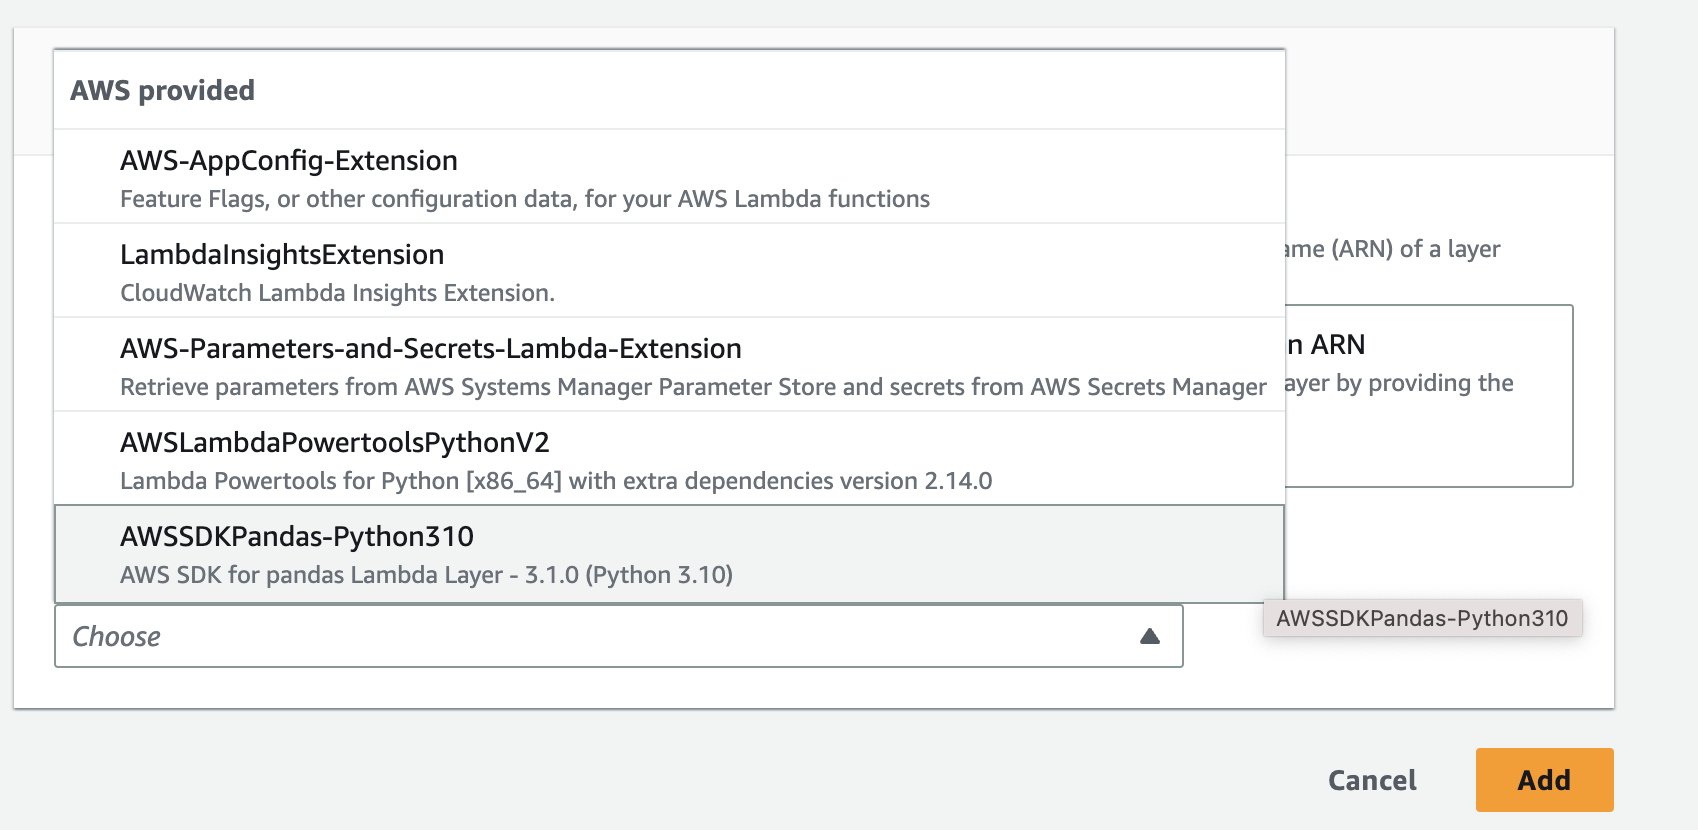 AWS provided
AWS-AppConfig-Extension
Feature Flags, or other configuration data, for your AWS Lambda functions
LambdaInsightsExtension
CloudWatch Lambda Insights Extension.
ame (ARN) of a layer
AWS-Parameters-and-Secrets-Lambda-Extension
n ARN
Retrieve parameters from AWS Systems Manager Parameter Store and secrets from AWS Secrets Manager
ayer by providing the
AWSLambdaPowertoolsPythonV2
Lambda Powertools for Python [x86_64] with extra dependencies version 2.14.0
AWSSDKPandas-Python310
AWS SDK for pandas Lambda Layer - 3.1.0 (Python 3.10)
AWSSDKPandas-Python310
Choose
Cancel
Add